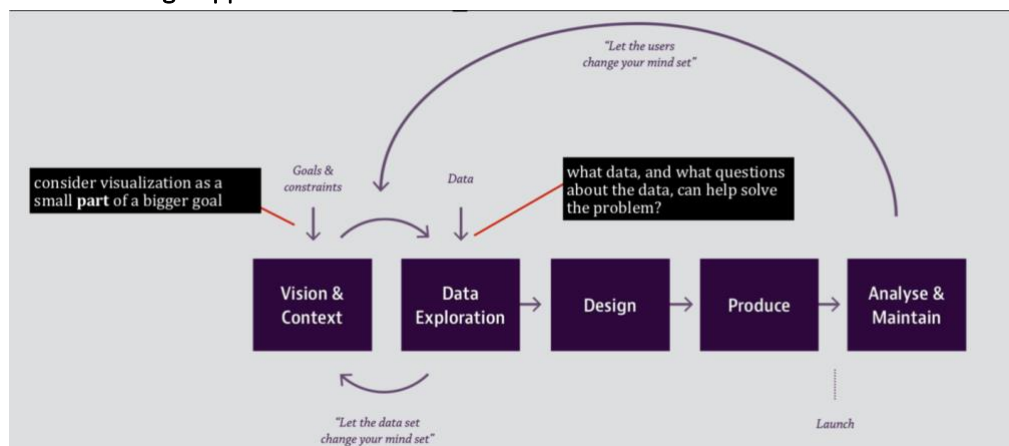 "Let the users
change your mind set"
Goals &
constraints
Data
consider visualization as a
small part of a bigger goal
what data, and what questions
about the data, can help solve
the problem?
Vision &
Context
Data
Exploration
Design
Produce
Analyse &
Maintain
"Let the data set
change your mind set"
Launch